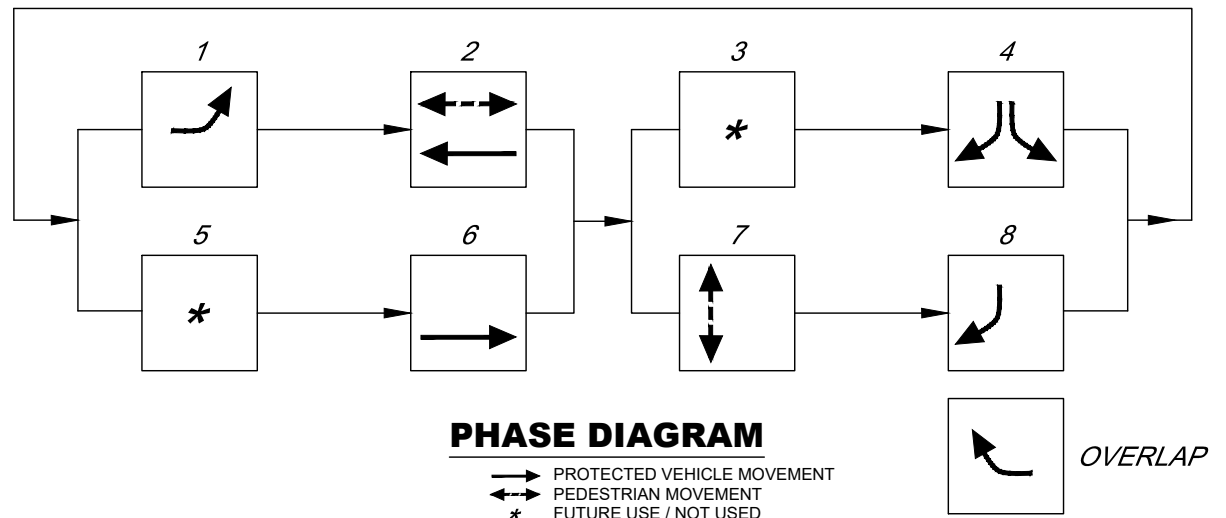 1
2
3
4
*
5
6
7
8
*
PHASE DIAGRAM
OVERLAP
PROTECTED VEHICLE MOVEMENT
PEDESTRIAN MOVEMENT
* FUTURE USE / NOT USED